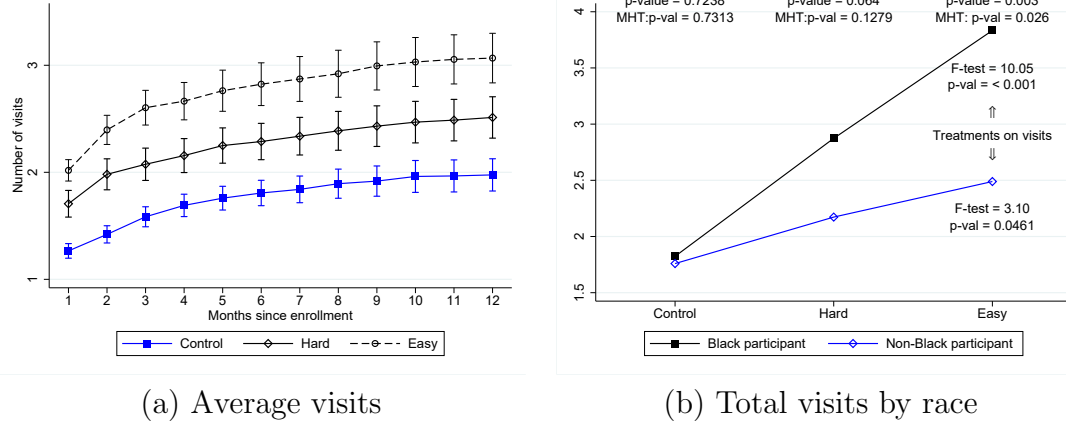 3
2
1
Number of visits
1 2 3 4 5 6 7 8 9 10 11 12
Months since enrollment
Control Hard Easy
(a) Average visits
p-value = 0.7238 p-value = 0.064 p-value = 0.003
MHT:p-val = 0.7313 MHT:p-val = 0.1279 MHT: p-val = 0.026
4
3.5
3
2.5
2
1.5
F-test = 10.05
p-val = < 0.001
⇑
Treatments on visits
⇓
F-test = 3.10
p-val = 0.0461
Control Hard Easy
Black participant Non-Black participant
(b) Total visits by race